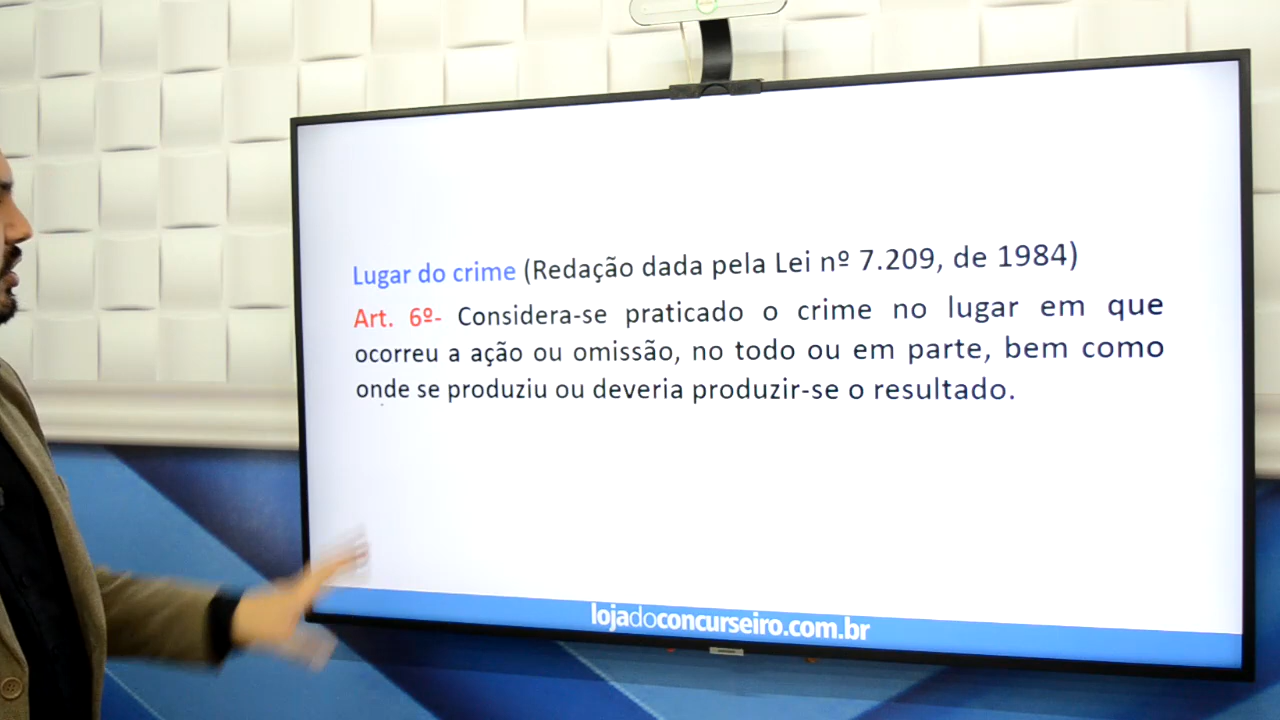 Lugar do crime (Redação dada pela Lei nº 7.209, de 1984)
Art. 6º- Considera-se praticado o crime no lugar em que
ocorreu a ação ou omissão, no todo ou em parte, bem como
onde se produziu ou deveria produzir-se o resultado.
lojadoconcurseiro.com.br